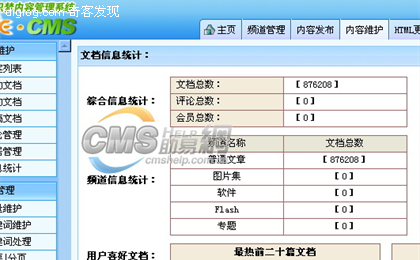 织梦内容管理系统
digiog.com 奇客发现
CMS
主页 频道管理 内容发布 内容维护 HTML更
维护
列表
文档
文档
文档
管理
管理
统计
管理
维护
词维护
词处理
分页
文档信息统计：
综合信息统计：
文档总数： 【 876208 】
评论总数： 【 0 】
会员总数： 【 0 】
CMS HELP 助易網
cmshelp.com
频道信息统计：
频道名称 文档总数
普通文章 【 876208 】
图片集 【 0 】
软件 【 0 】
Flash 【 0 】
专题 【 0 】
用户喜好文档：
最热前二十篇文档